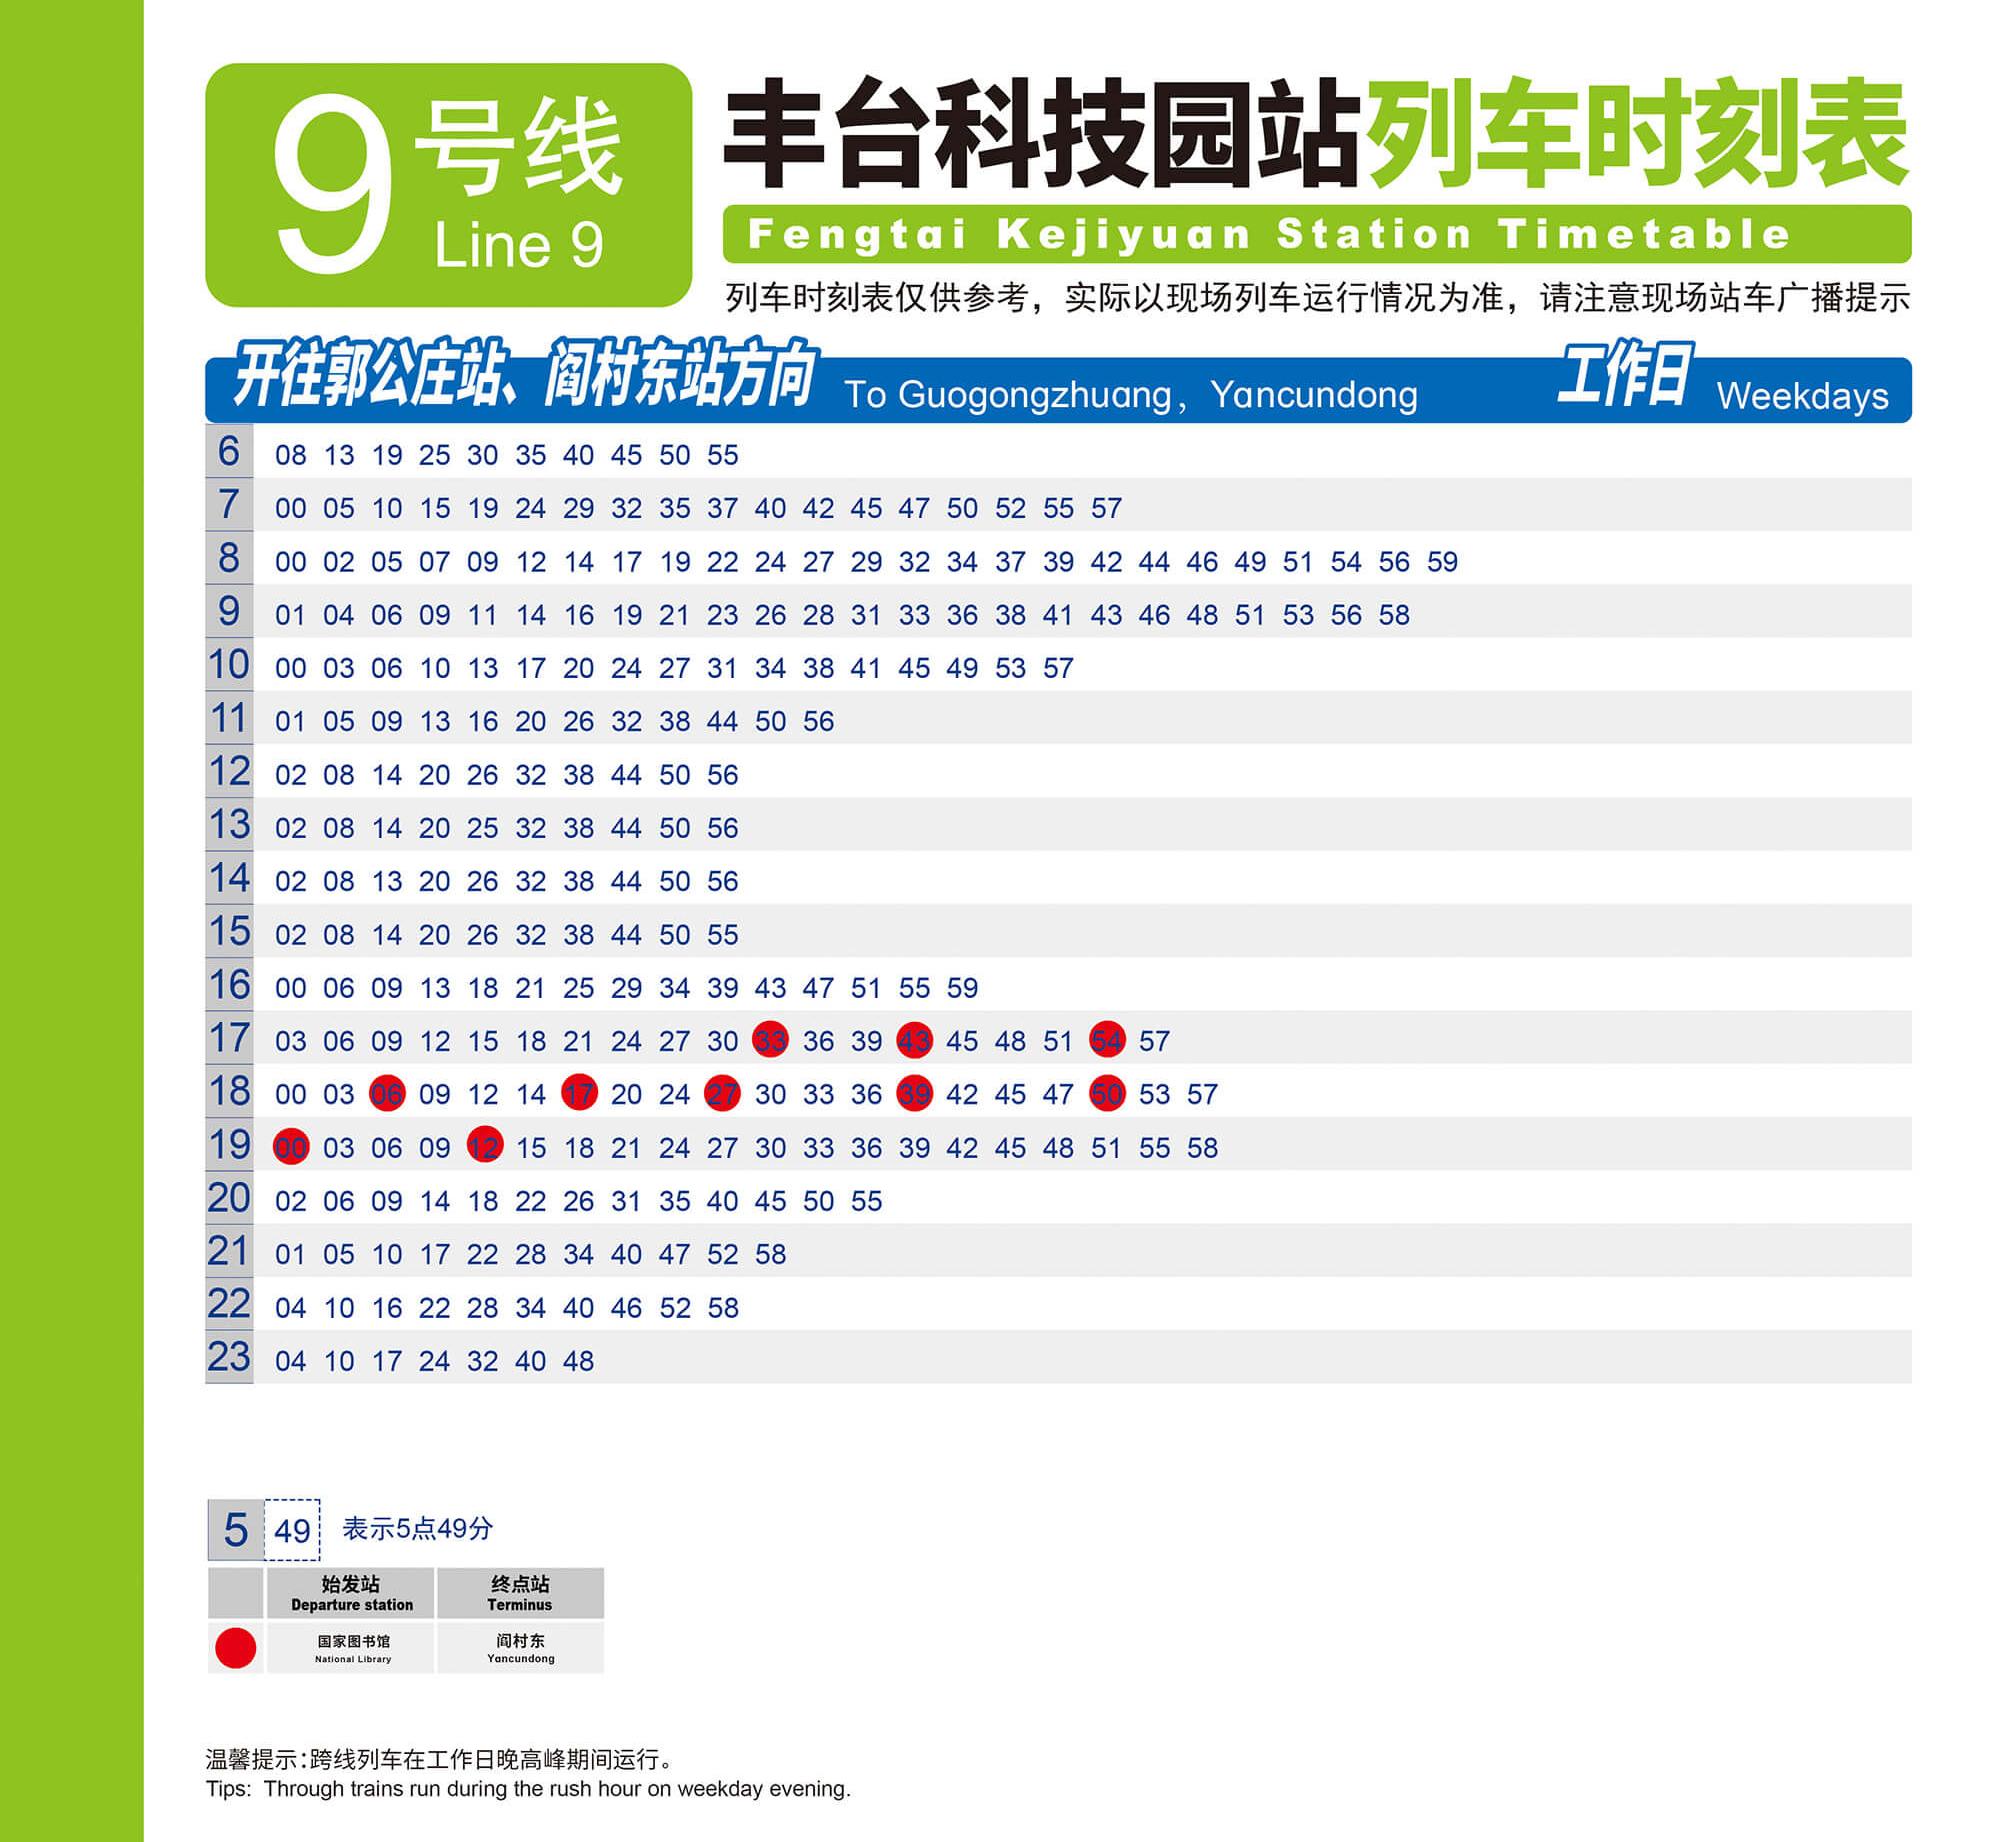 9号线
Line 9
丰台科技园站列车时刻表
Fengtai Kejiyuan Station Timetable
列车时刻表仅供参考，实际以现场列车运行情况为准，请注意现场站车广播提示
开往郭公庄站、阎村东站方向 To Guogongzhuang，Yancundong 工作日 Weekdays
6 08 13 19 25 30 35 40 45 50 55
7 00 05 10 15 19 24 29 32 35 37 40 42 45 47 50 52 55 57
8 00 02 05 07 09 12 14 17 19 22 24 27 29 32 34 37 39 42 44 46 49 51 54 56 59
9 01 04 06 09 11 14 16 19 21 23 26 28 31 33 36 38 41 43 46 48 51 53 56 58
10 00 03 06 10 13 17 20 24 27 31 34 38 41 45 49 53 57
11 01 05 09 13 16 20 26 32 38 44 50 56
12 02 08 14 20 26 32 38 44 50 56
13 02 08 14 20 25 32 38 44 50 56
14 02 08 13 20 26 32 38 44 50 56
15 02 08 14 20 26 32 38 44 50 55
16 00 06 09 13 18 21 25 29 34 39 43 47 51 55 59
17 03 06 09 12 15 18 21 24 27 30 33 36 39 43 45 48 51 54 57
18 00 03 06 09 12 14 17 20 24 27 30 33 36 39 42 45 47 50 53 57
19 00 03 06 09 12 15 18 21 24 27 30 33 36 39 42 45 48 51 55 58
20 02 06 09 14 18 22 26 31 35 40 45 50 55
21 01 05 10 17 22 28 34 40 47 52 58
22 04 10 16 22 28 34 40 46 52 58
23 04 10 17 24 32 40 48
5 49 表示5点49分
始发站 终点站
Departure station Terminus
国家图书馆 阎村东
National Library Yancundong
温馨提示：跨线列车在工作日晚高峰期间运行。
Tips: Through trains run during the rush hour on weekday evening.